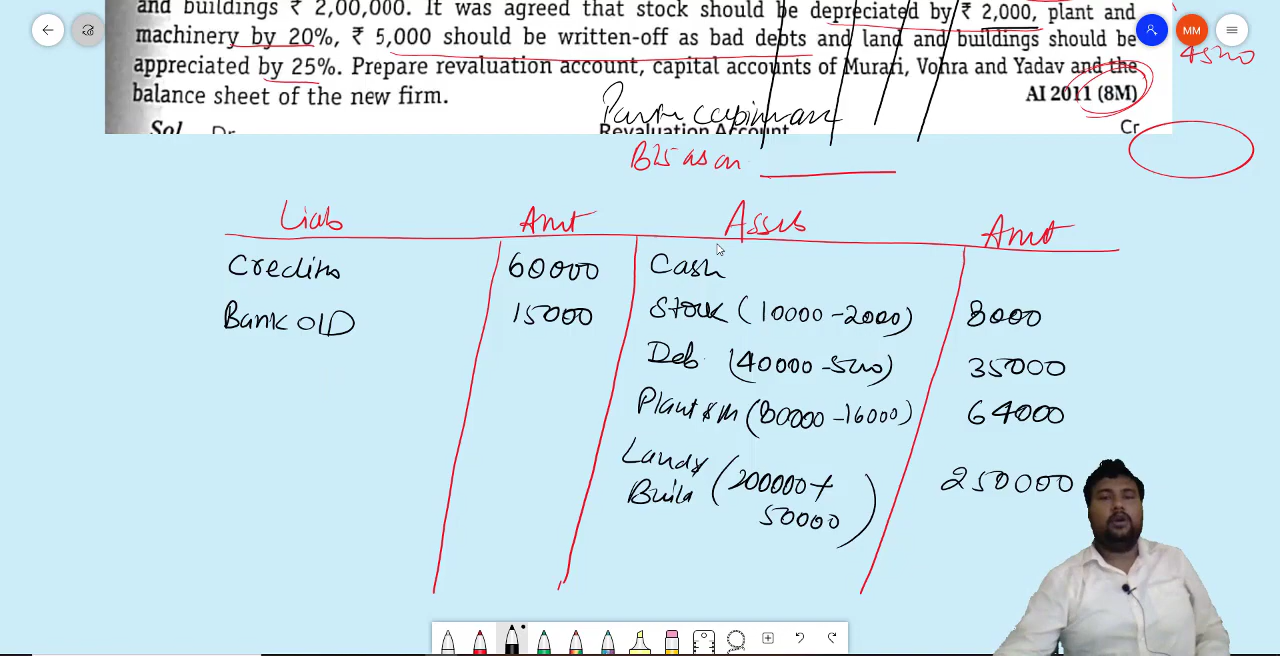 and buildings ₹ 2,00,000. It was agreed that stock should be depreciated by ₹ 2,000, plant and
machinery by 20%, ₹ 5,000 should be written-off as bad debts and land and buildings should be
appreciated by 25%. Prepare revaluation account, capital accounts of Murari, Vohra and Yadav and the
balance sheet of the new firm. AI 2011 (8M)
Sol. Dr. Revaluation Account Cr
MM
as on
Liab Amt Assets Amt
Creditors 60000 Cash
Bank O/D 15000 Stock (10000 - 2000) 8000
Deb (40000 - 5000) 35000
Plant & M (80000 - 16000) 64000
Land &
Build (200000 + 50000) 250000